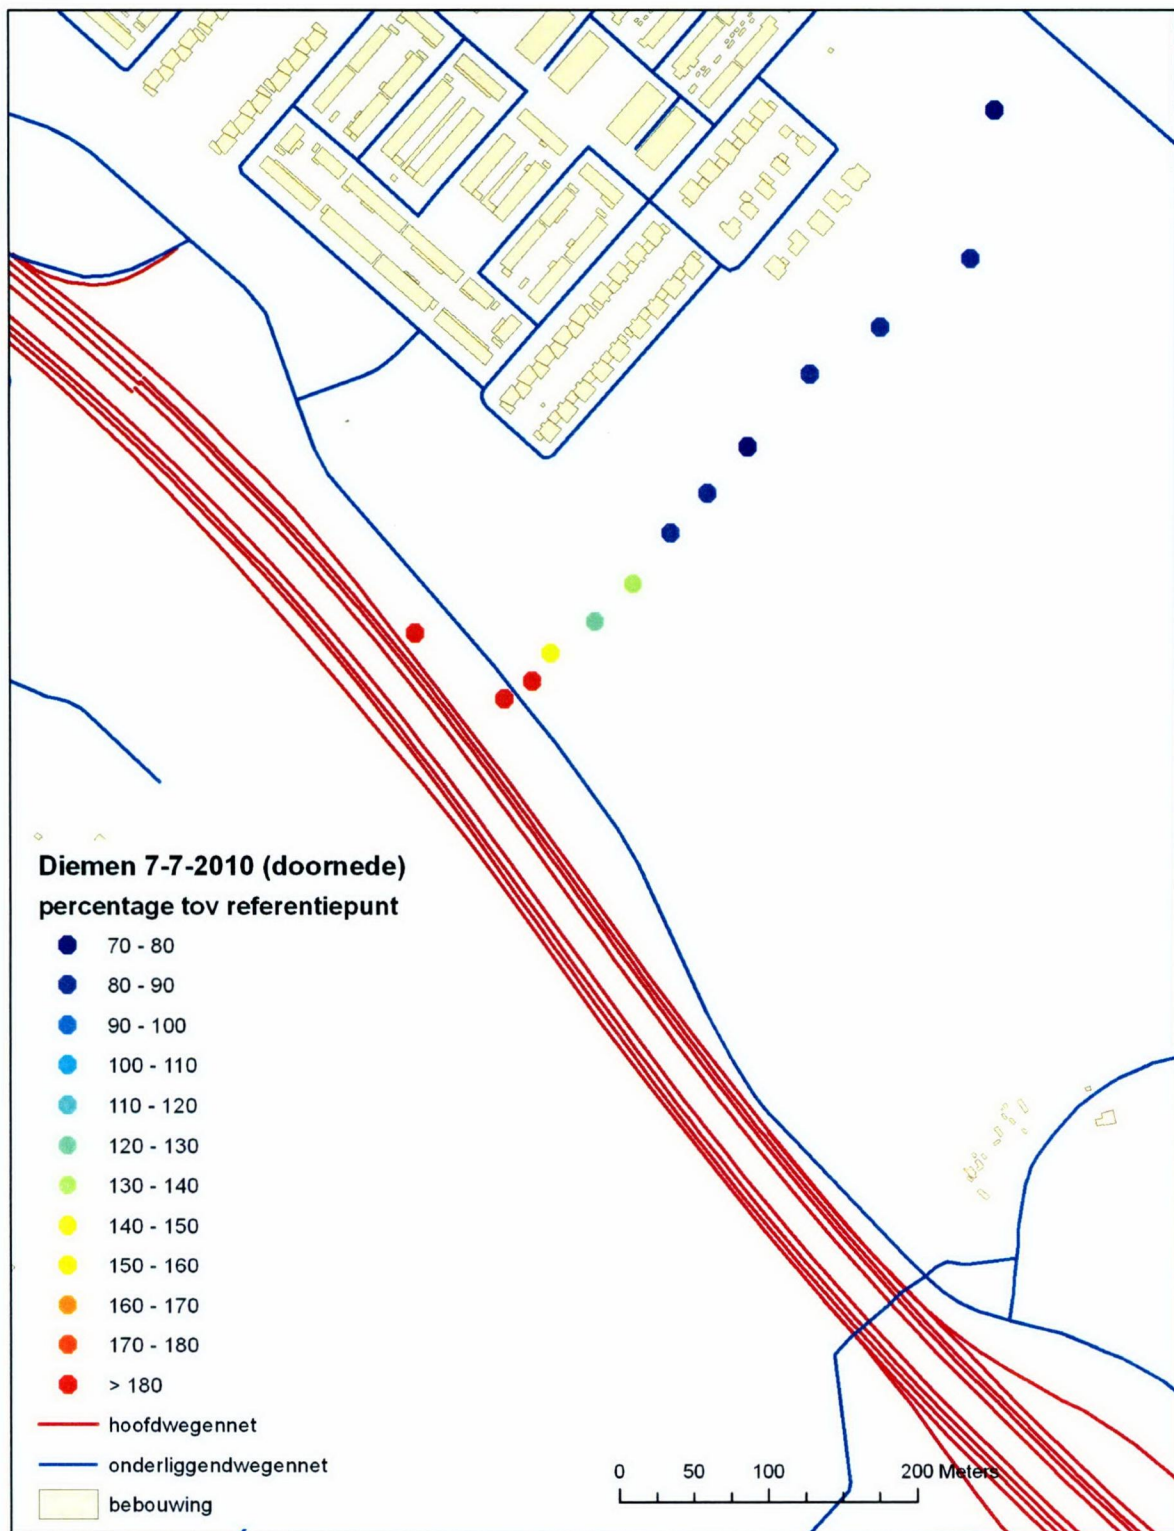 Diemen 7-7-2010 (doornede)
percentage tov referentiepunt
70 - 80
80 - 90
90 - 100
100 - 110
110 - 120
120 - 130
130 - 140
140 - 150
150 - 160
160 - 170
170 - 180
> 180
hoofdwegennet
onderliggendwegennet
bebouwing
0 50 100 200 Meters